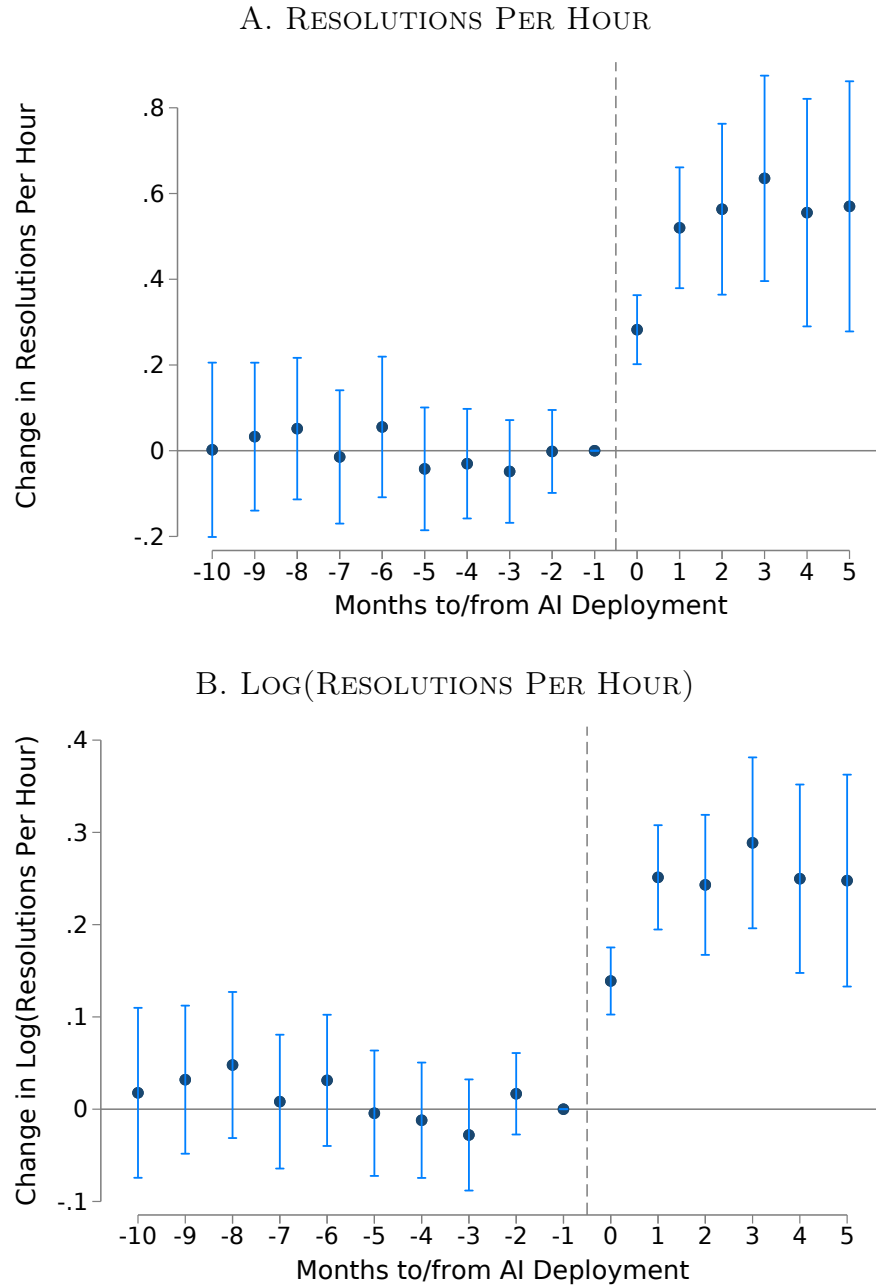 A. Resolutions Per Hour
Change in Resolutions Per Hour
.8
.6
.4
.2
0
-.2
-10 -9 -8 -7 -6 -5 -4 -3 -2 -1 0 1 2 3 4 5
Months to/from AI Deployment
B. Log(Resolutions Per Hour)
Change in Log(Resolutions Per Hour)
.4
.3
.2
.1
0
-.1
-10 -9 -8 -7 -6 -5 -4 -3 -2 -1 0 1 2 3 4 5
Months to/from AI Deployment